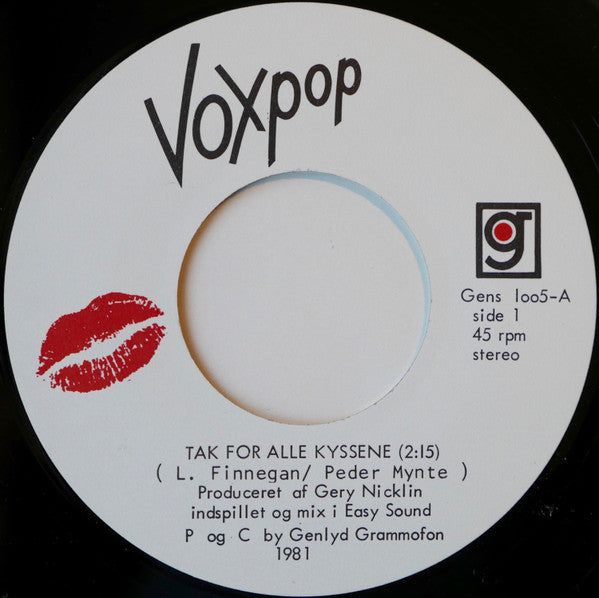 Voxpop
g
Gens loo5-A
side 1
45 rpm
stereo
TAK FOR ALLE KYSSENE (2:15)
( L. Finnegan/ Peder Mynte )
Produceret af Gery Nicklin
indspillet og mix i Easy Sound
P og C by Genlyd Grammofon
1981